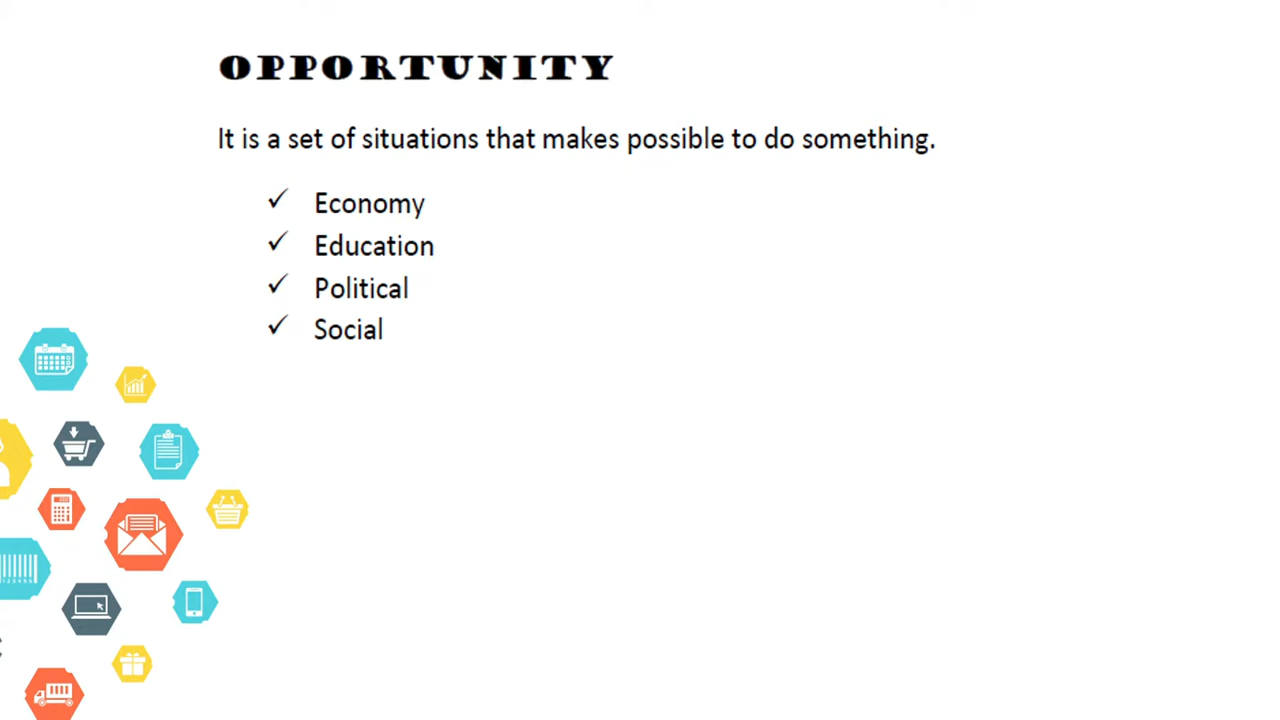 OPPORTUNITY
It is a set of situations that makes possible to do something.
✓ Economy
✓ Education
✓ Political
✓ Social